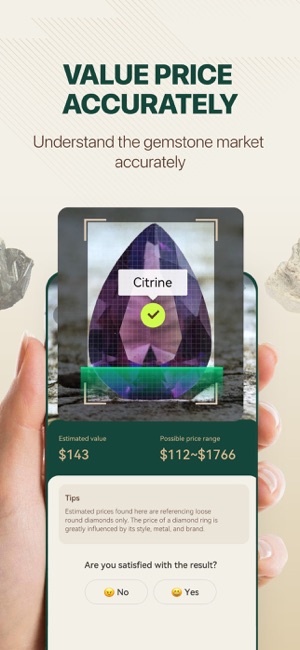 VALUE PRICE
ACCURATELY
Understand the gemstone market
accurately
Citrine
Estimated value
Possible price range
$143
$112~$1766
Tips
Estimated prices found here are referencing loose
round diamonds only. The price of a diamond ring is
greatly influenced by its style, metal, and brand.
Are you satisfied with the result?
No
Yes